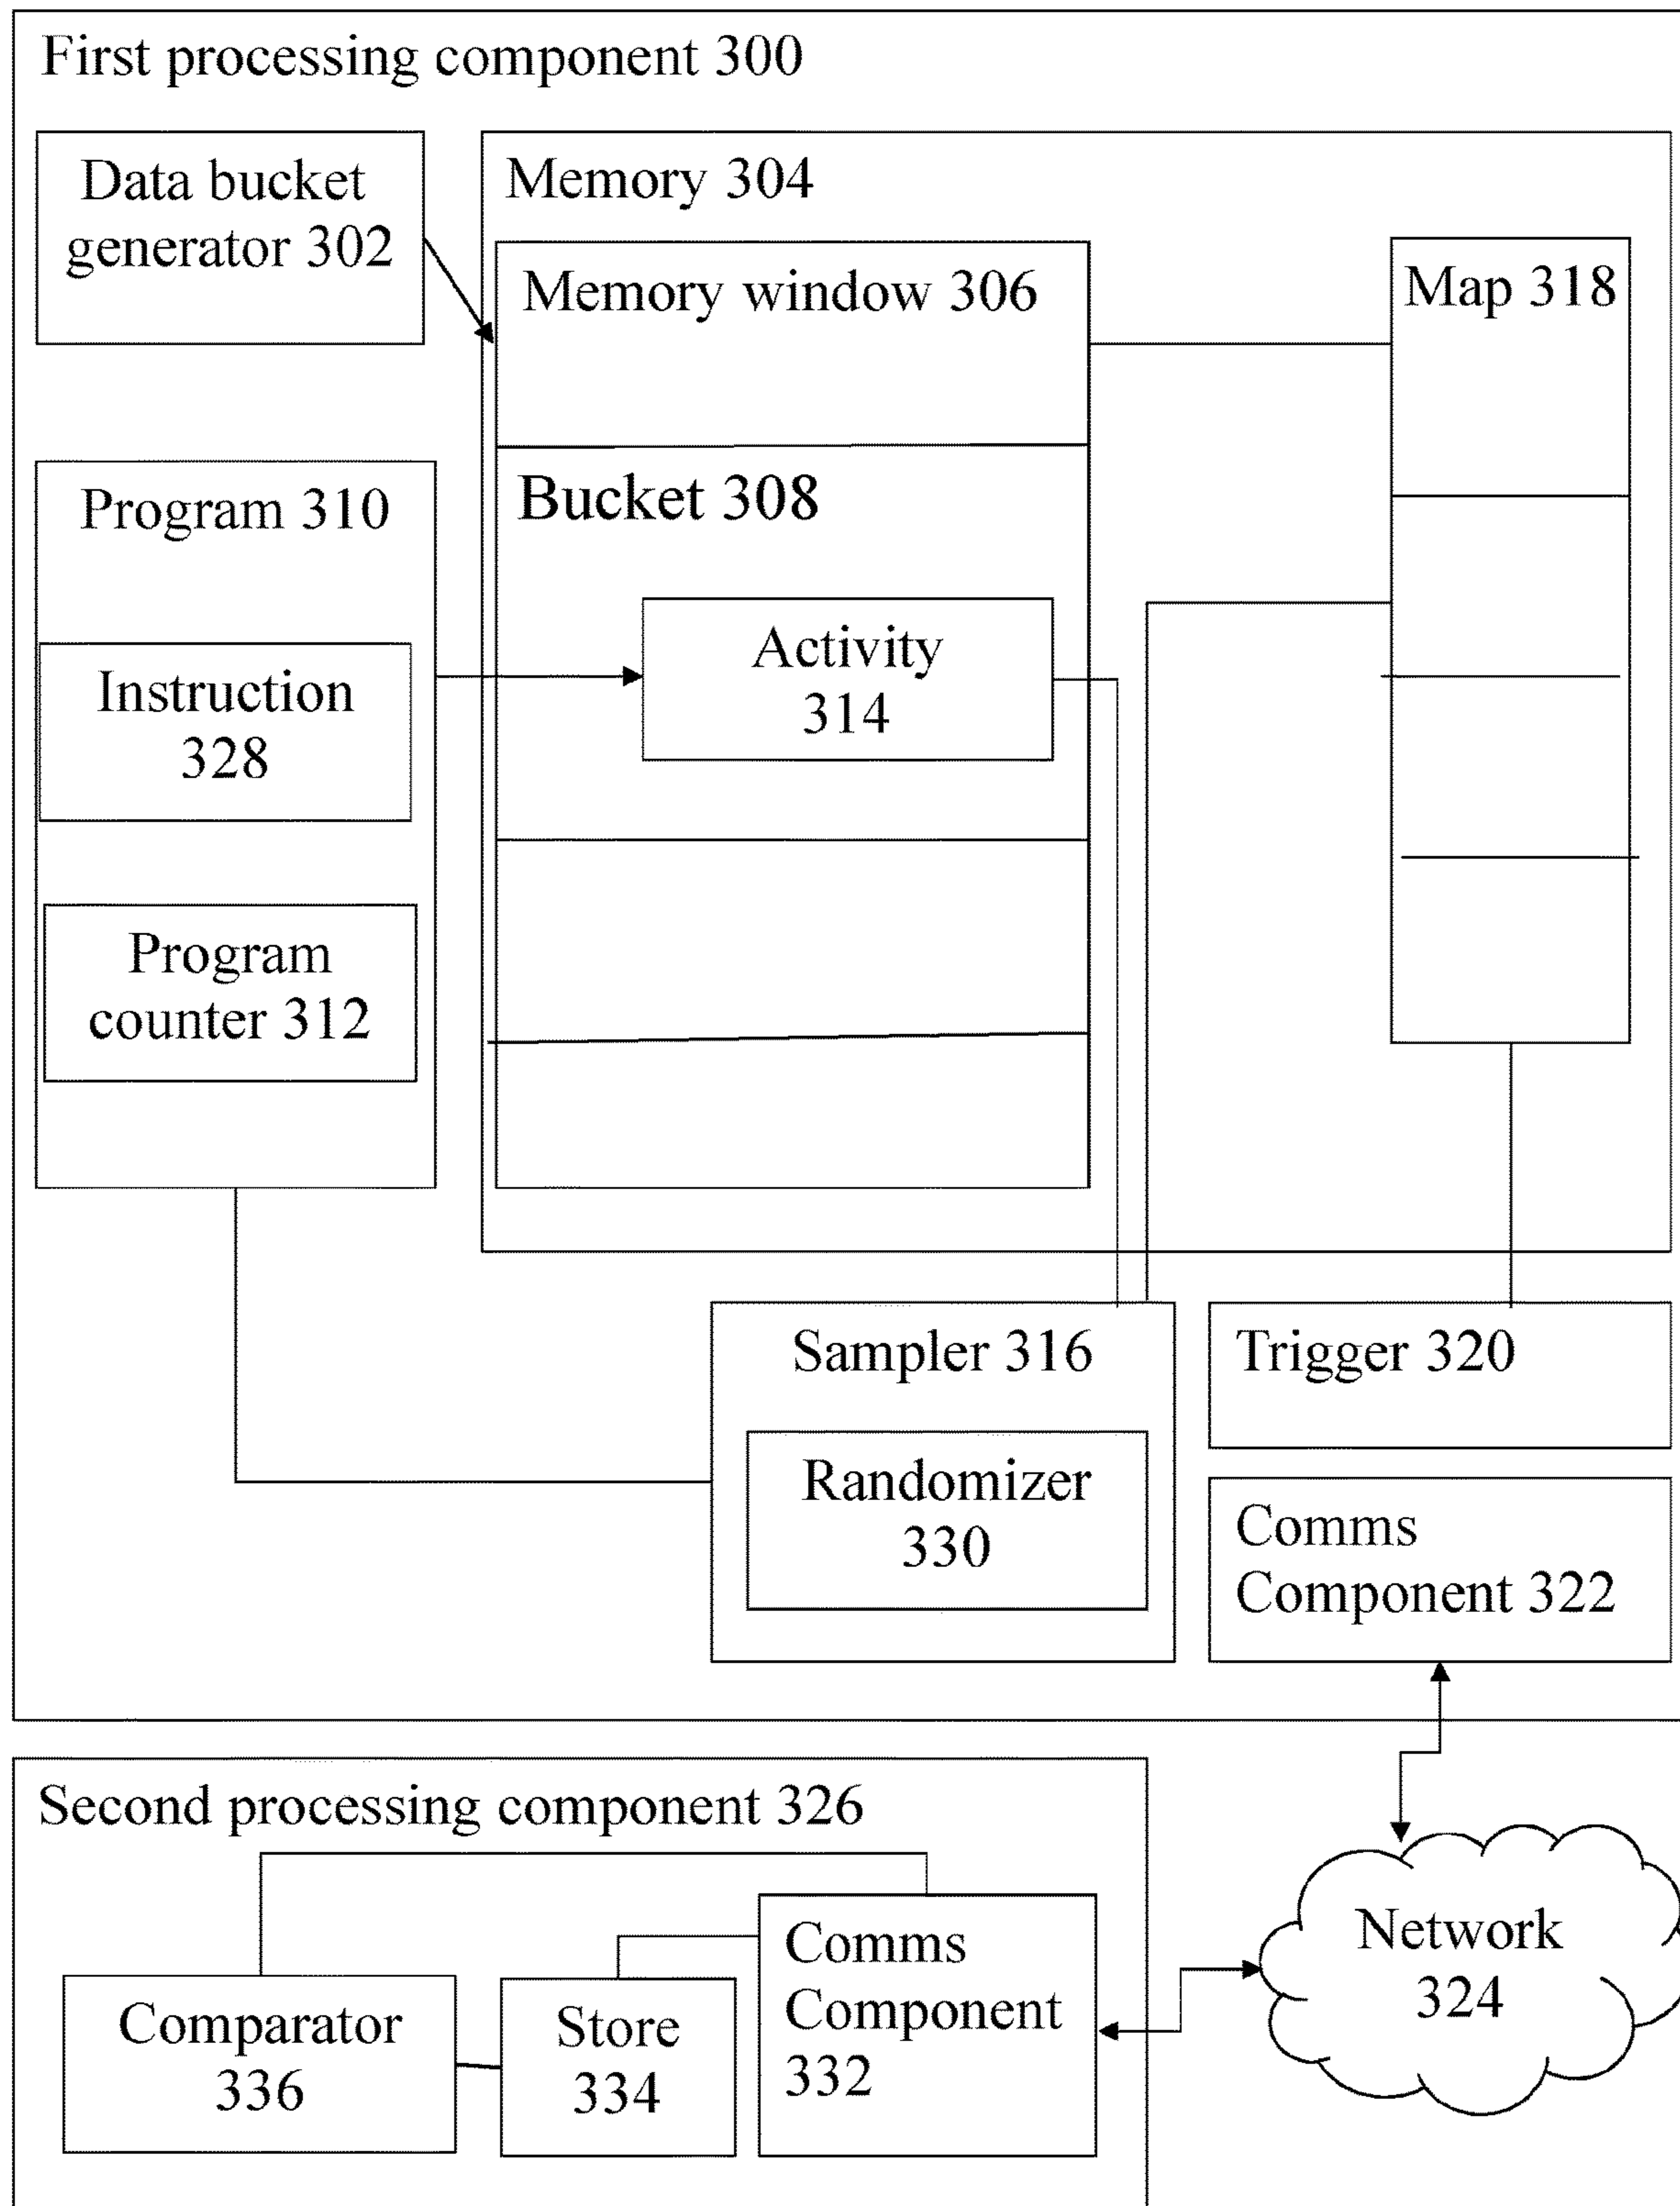 First processing component 300
Data bucket
generator 302
Memory 304
Memory window 306
Map 318
Program 310
Bucket 308
Instruction
328
Activity
314
Program
counter 312
Sampler 316
Randomizer
330
Trigger 320
Comms
Component 322
Second processing component 326
Comparator
336
Store
334
Comms
Component
332
Network
324